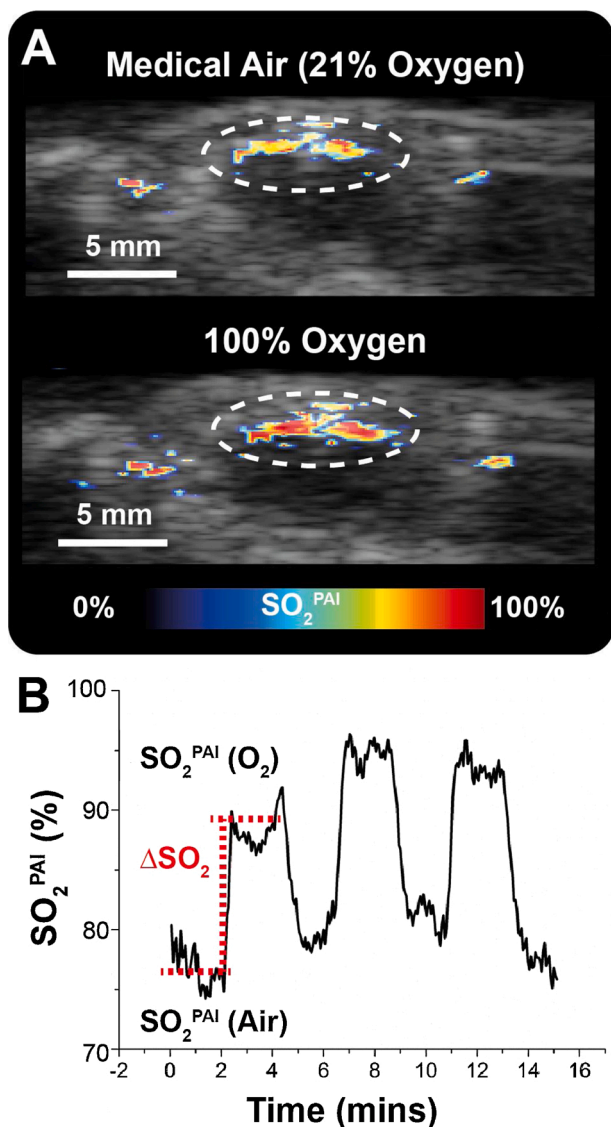 A
Medical Air (21% Oxygen)
5 mm
100% Oxygen
5 mm
0% SO₂ᴾᴬᴵ 100%
B
SO₂ᴾᴬᴵ (%)
100
90
80
70
SO₂ᴾᴬᴵ (O₂)
ΔSO₂
SO₂ᴾᴬᴵ (Air)
-2 0 2 4 6 8 10 12 14 16
Time (mins)